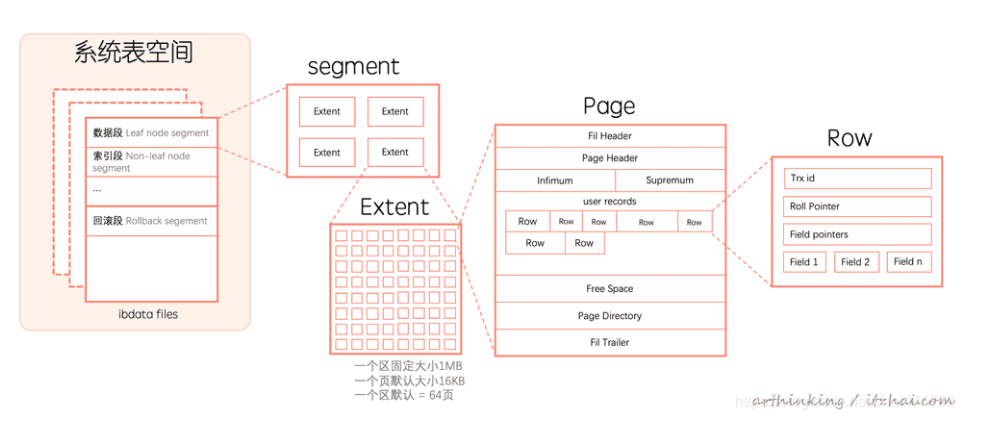 系统表空间
数据段 Leaf node segment
索引段 Non-leaf node
segment
...
回滚段 Rollback segement
ibdata files
segment
Extent
Extent
Extent
Extent
Extent
一个区固定大小1MB
一个页默认大小16KB
一个区默认 = 64页
Page
Fil Header
Page Header
Infimum
Supremum
user records
Row
Row
Row
Row
Row
Row
Row
Free Space
Page Directory
Fil Trailer
Row
Trx id
Roll Pointer
Field pointers
Field 1
Field 2
Field n
arthinking / itzhai.com